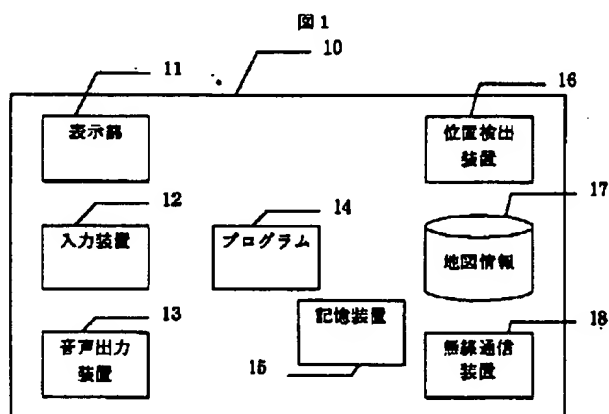 図1
10
11
表示部
16
位置検出
装置
12
入力装置
14
プログラム
17
地図情報
13
音声出力
装置
記憶装置
15
18
無線通信
装置